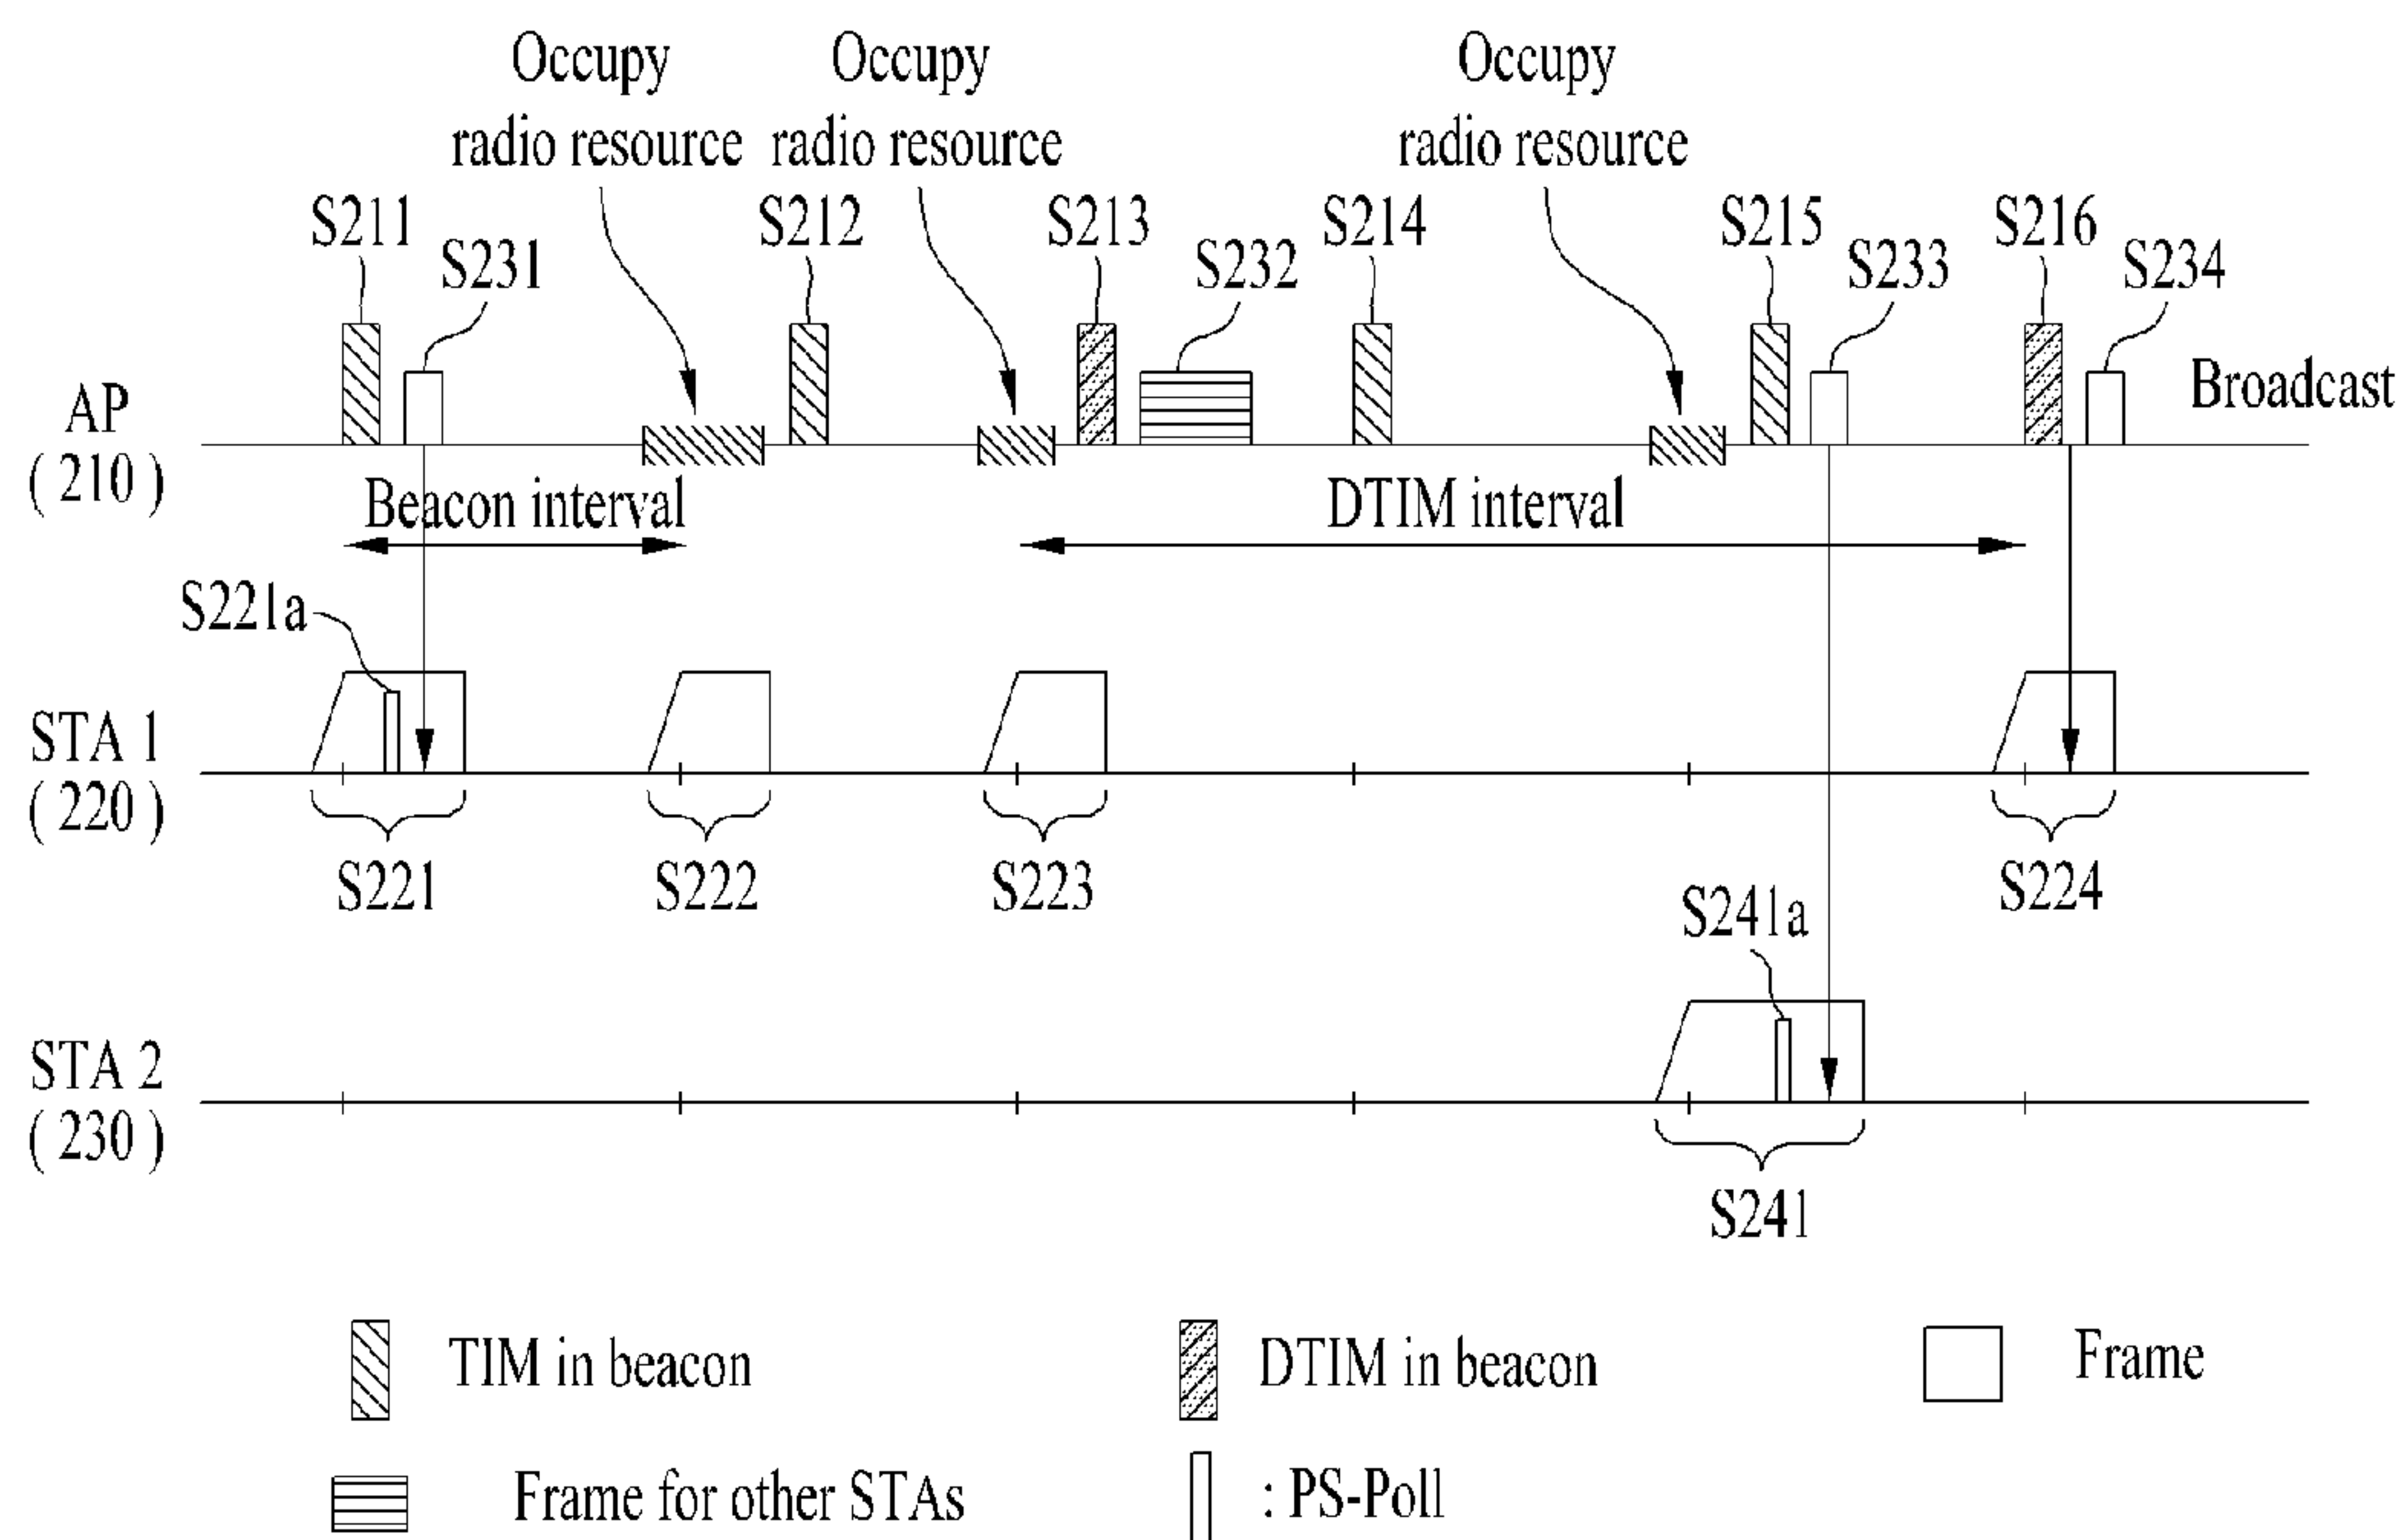 Occupy
radio resource
Occupy
radio resource
Occupy
radio resource
S211
S231
S212
S213
S232
S214
S215
S233
S216
S234
AP
( 210 )
Broadcast
Beacon interval
DTIM interval
S221a
STA 1
( 220 )
S221
S222
S223
S224
S241a
STA 2
( 230 )
S241
TIM in beacon
DTIM in beacon
Frame
Frame for other STAs
: PS-Poll